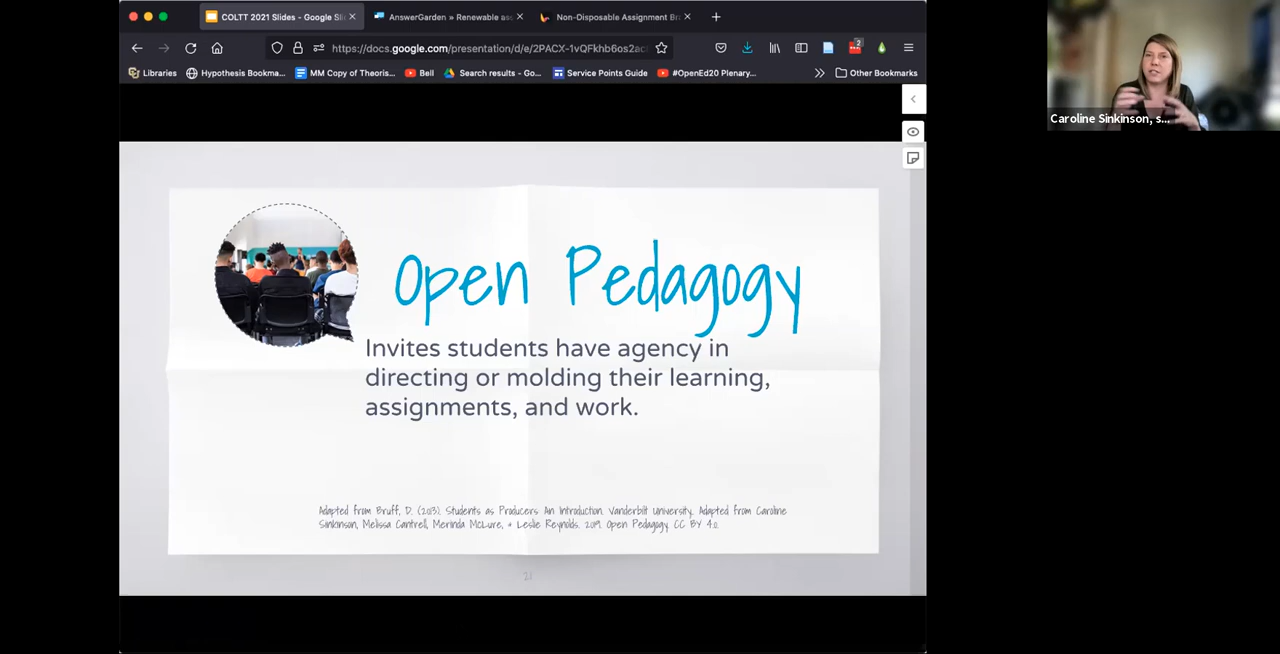 COLTT 2021 Slides - Google Slic
AnswerGarden » Renewable as
Non-Disposable Assignment Bra
https://docs.google.com/presentation/d/e/2PACX-1vQFkhb6os2ac
2
Libraries
Hypothesis Bookma...
MM Copy of Theoris...
Bell
Search results - Go...
Service Points Guide
#OpenEd20 Plenary...
Other Bookmarks
Caroline Sinkinson, s...
Open Pedagogy
Invites students have agency in
directing or molding their learning,
assignments, and work.
Adapted from Bruff, D. (2013). Students as Producers: An Introduction. Vanderbilt University. Adapted from Caroline
Sinkinson, Melissa Cantrell, Merinda McLure, + Leslie Reynolds. 2019. Open Pedagogy. CC BY 4.0.